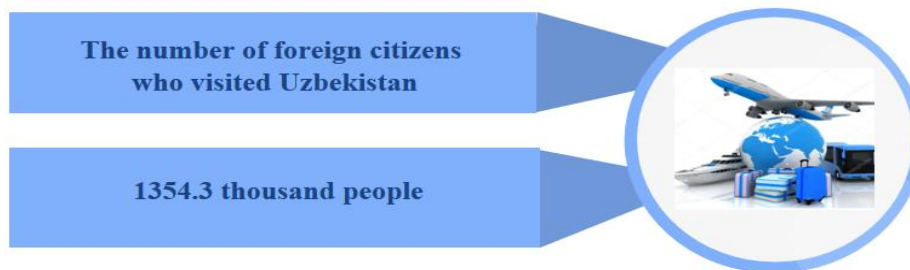 The number of foreign citizens
who visited Uzbekistan
1354.3 thousand people